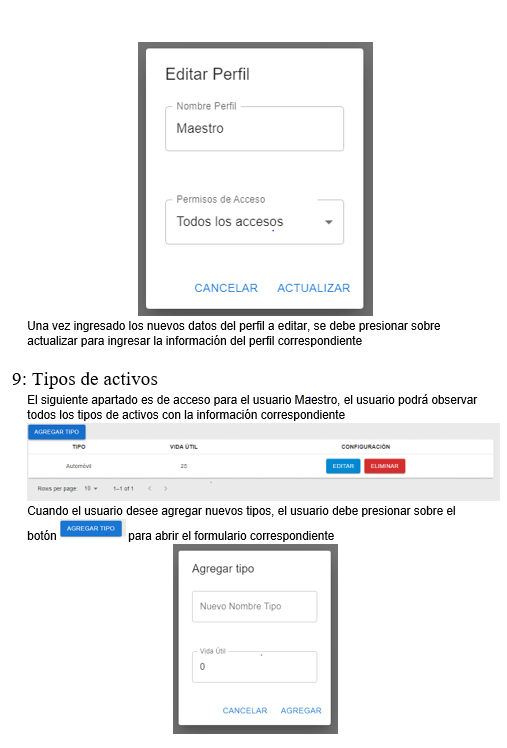 Editar Perfil
Nombre Perfil
Maestro
Permisos de Acceso
Todos los accesos
CANCELAR ACTUALIZAR
Una vez ingresado los nuevos datos del perfil a editar, se debe presionar sobre
actualizar para ingresar la información del perfil correspondiente
9: Tipos de activos
El siguiente apartado es de acceso para el usuario Maestro, el usuario podrá observar
todos los tipos de activos con la información correspondiente
AGREGAR TIPO
TIPO VIDA ÚTIL CONFIGURACIÓN
Automóvil 25 EDITAR ELIMINAR
Rows per page: 10 1–1 of 1
Cuando el usuario desee agregar nuevos tipos, el usuario debe presionar sobre el
botón AGREGAR TIPO para abrir el formulario correspondiente
Agregar tipo
Nuevo Nombre Tipo
Vida Útil
0
CANCELAR AGREGAR